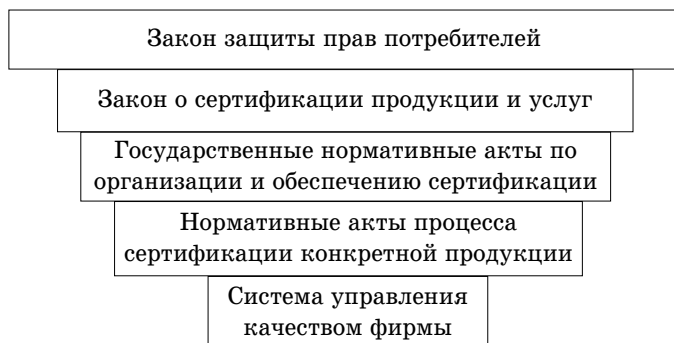 Закон защиты прав потребителей
Закон о сертификации продукции и услуг
Государственные нормативные акты по
организации и обеспечению сертификации
Нормативные акты процесса
сертификации конкретной продукции
Система управления
качеством фирмы